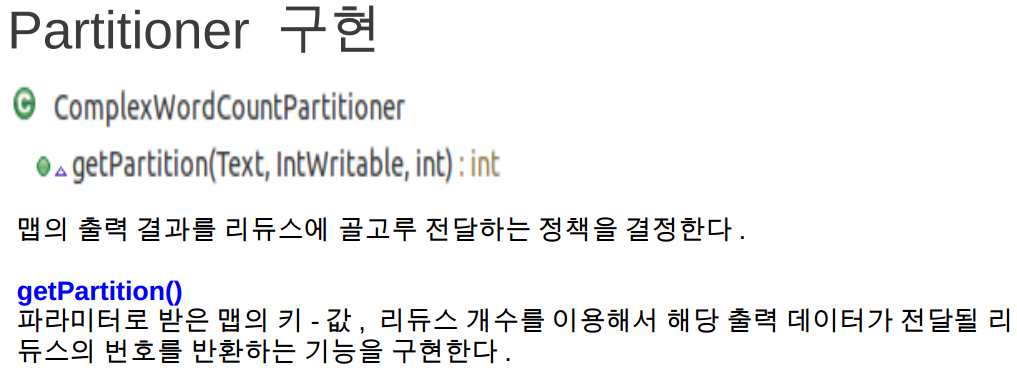 Partitioner 구현
ComplexWordCountPartitioner
getPartition(Text, IntWritable, int) : int
맵의 출력 결과를 리듀스에 골고루 전달하는 정책을 결정한다 .
getPartition()
파라미터로 받은 맵의 키 - 값 , 리듀스 개수를 이용해서 해당 출력 데이터가 전달될 리
듀스의 번호를 반환하는 기능을 구현한다 .